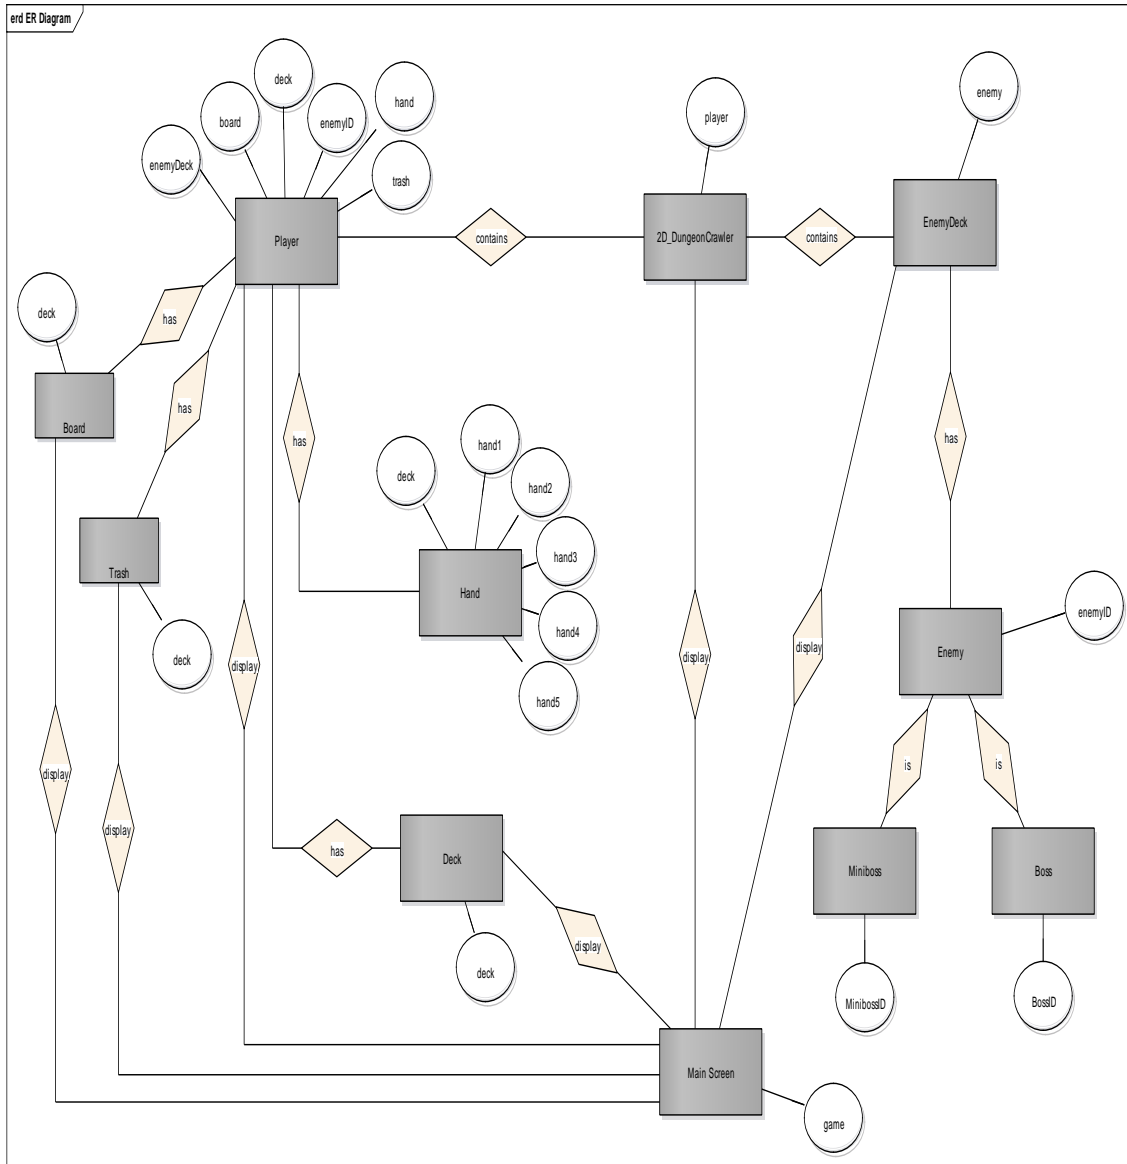 erd ER Diagram
deck
hand
enemy
board
enemyID
player
enemyDeck
trash
Player
contains
2D_DungeonCrawler
contains
EnemyDeck
deck
has
has
Board
has
has
hand1
deck
hand2
hand3
Trash
Hand
enemyID
hand4
deck
display
display
display
Enemy
hand5
display
is
is
display
has
Deck
Miniboss
Boss
display
deck
MinibossID
BossID
Main Screen
game